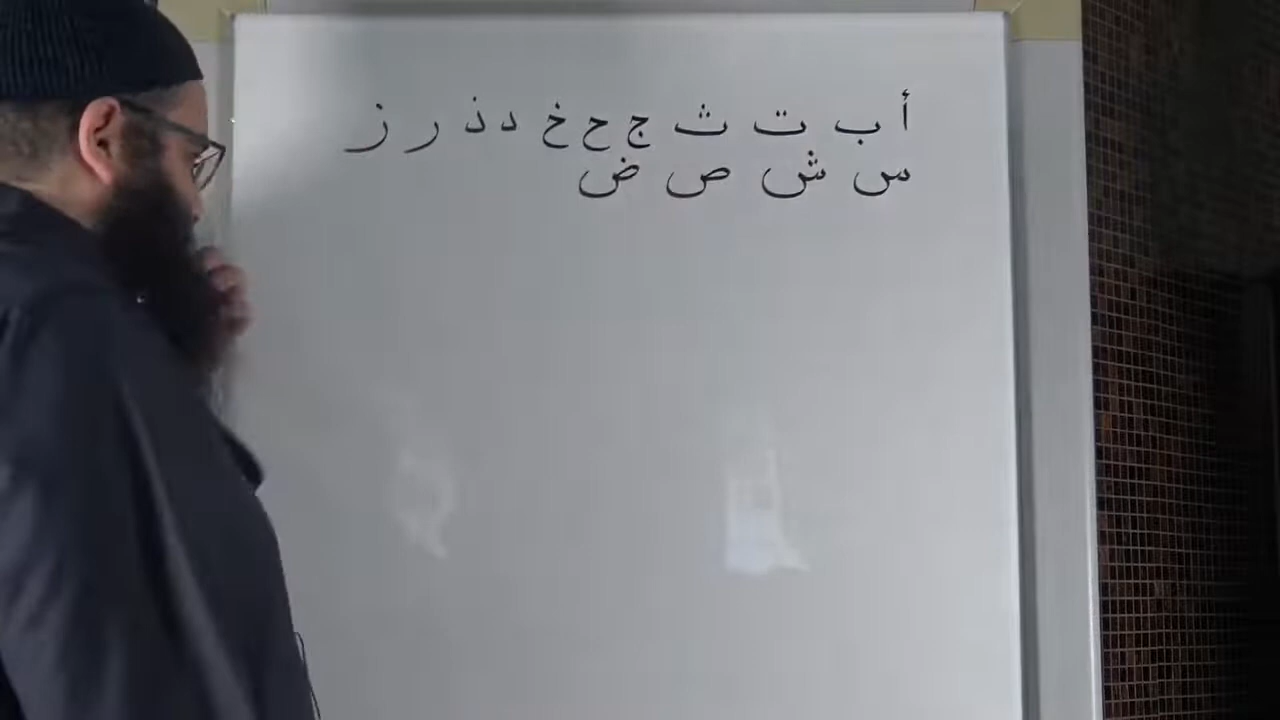 أ ب ت ث ج ح خ د ذ ر ز
س ش ص ض